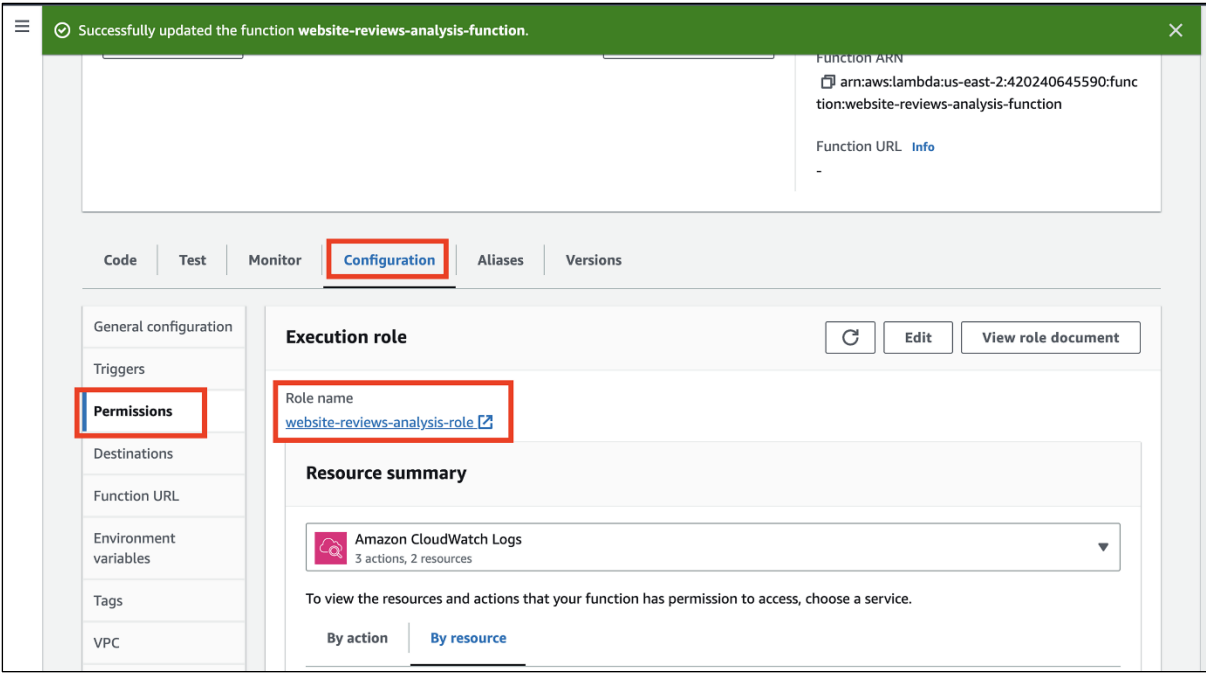 Successfully updated the function website-reviews-analysis-function.
Function ARN
arn:aws:lambda:us-east-2:420240645590:func
tion:website-reviews-analysis-function
Function URL Info
-
Code Test Monitor Configuration Aliases Versions
General configuration
Triggers
Permissions
Destinations
Function URL
Environment
variables
Tags
VPC
Execution role
Edit View role document
Role name
website-reviews-analysis-role
Resource summary
Amazon CloudWatch Logs
3 actions, 2 resources
To view the resources and actions that your function has permission to access, choose a service.
By action By resource